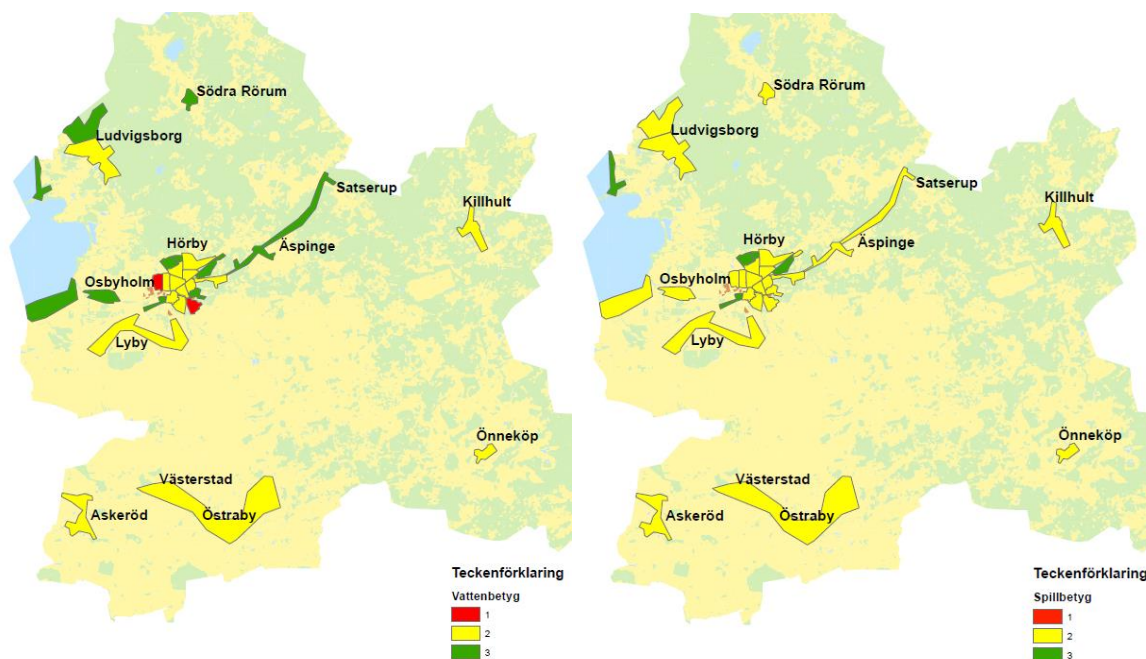 Södra Rörum
Ludvigsborg
Satserup
Killhult
Hörby
Äspinge
Osbyholm
Lyby
Önneköp
Västerstad
Östraby
Askeröd
Teckenförklaring
Vattenbetyg
1
2
3
Södra Rörum
Ludvigsborg
Satserup
Killhult
Hörby
Äspinge
Osbyholm
Lyby
Önneköp
Västerstad
Östraby
Askeröd
Teckenförklaring
Spillbetyg
1
2
3